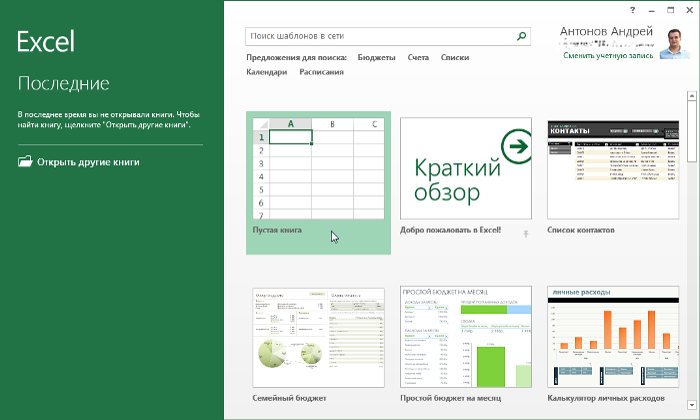 Excel
Последние
В последнее время вы не открывали книги. Чтобы
найти книгу, щелкните "Открыть другие книги".
Открыть другие книги
?
Поиск шаблонов в сети
Антонов Андрей
Сменить учетную запись
Предложения для поиска: Бюджеты Счета Списки
Календари Расписания
A B C
1
2
3
4
5
6
7
Пустая книга
Краткий
обзор
Добро пожаловать в Excel!
КОНТАКТЫ
Список контактов
Семейный бюджет
ПРОСТОЙ БЮДЖЕТ НА МЕСЯЦ
Простой бюджет на месяц
ЛИЧНЫЕ РАСХОДЫ
Калькулятор личных расходов